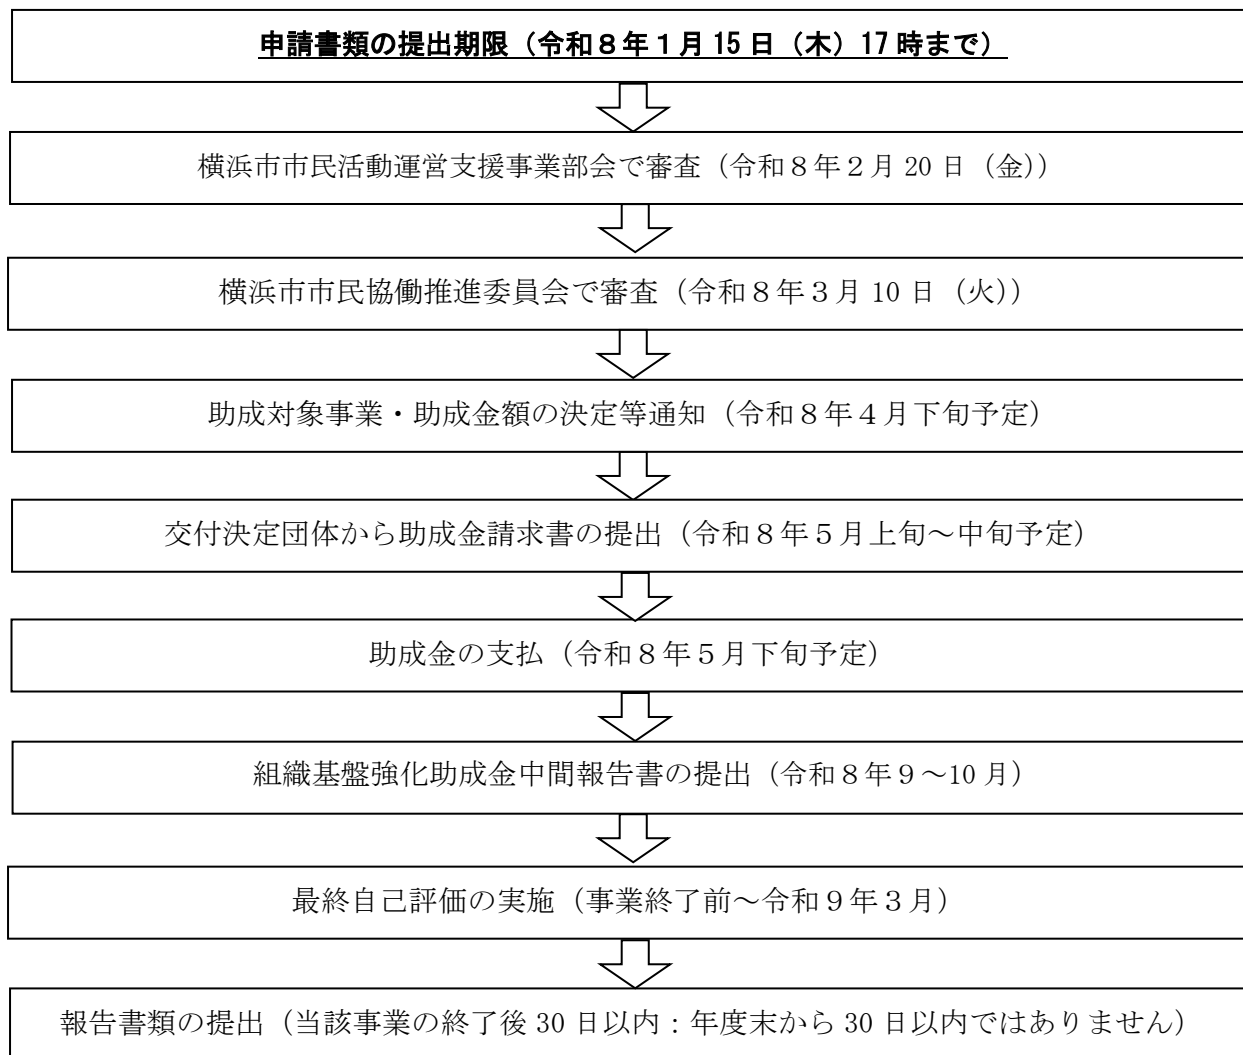 申請書類の提出期限（令和８年１月 15 日（木）17 時まで）
横浜市市民活動運営支援事業部会で審査（令和８年２月 20 日（金））
横浜市市民協働推進委員会で審査（令和８年３月 10 日（火））
助成対象事業・助成金額の決定等通知（令和８年４月下旬予定）
交付決定団体から助成金請求書の提出（令和８年５月上旬～中旬予定）
助成金の支払（令和８年５月下旬予定）
組織基盤強化助成金中間報告書の提出（令和８年９～10 月）
最終自己評価の実施（事業終了前～令和９年３月）
報告書類の提出（当該事業の終了後 30 日以内：年度末から 30 日以内ではありません）